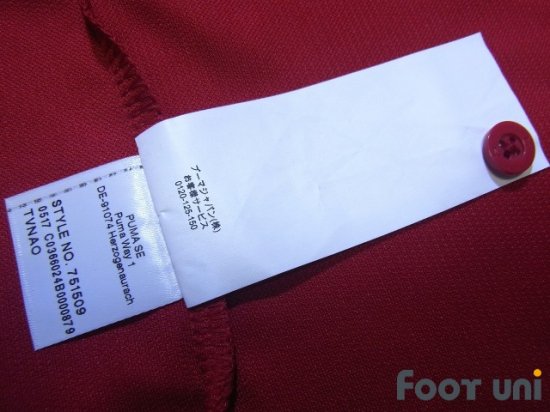 プーマジャパン(株)
お客様サービス
0120-125-150
PUMA SE
Puma Way 1
DE-91074 Herzogenaurach
STYLE NO. 751509
0517 C0366024B0000879
TVNAO
FOOT UNI